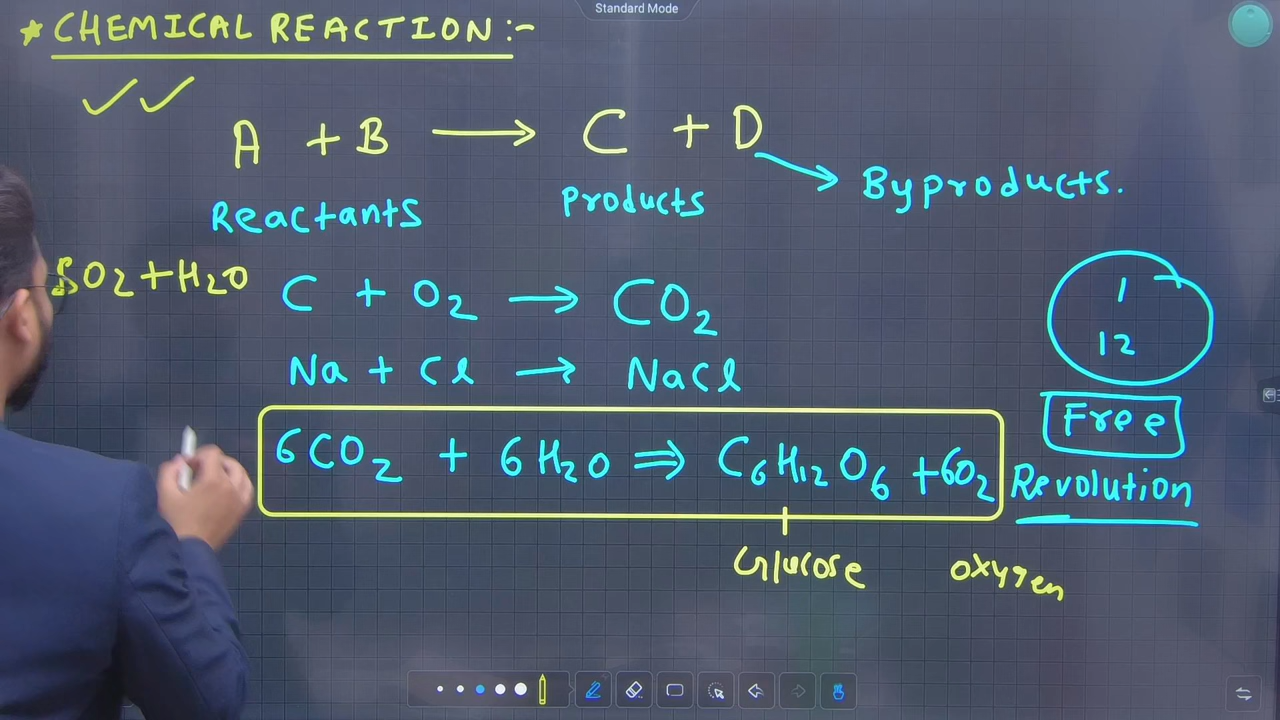 Standard Mode
* CHEMICAL REACTION:-
A + B → C + D
Byproducts.
Reactants Products
SO2+H2O
C + O2 → CO2
1
12
Na + Cl → NaCl
Free
6CO2 + 6H2O ⇒ C6H12O6 +6O2
Revolution
Glucose oxygen